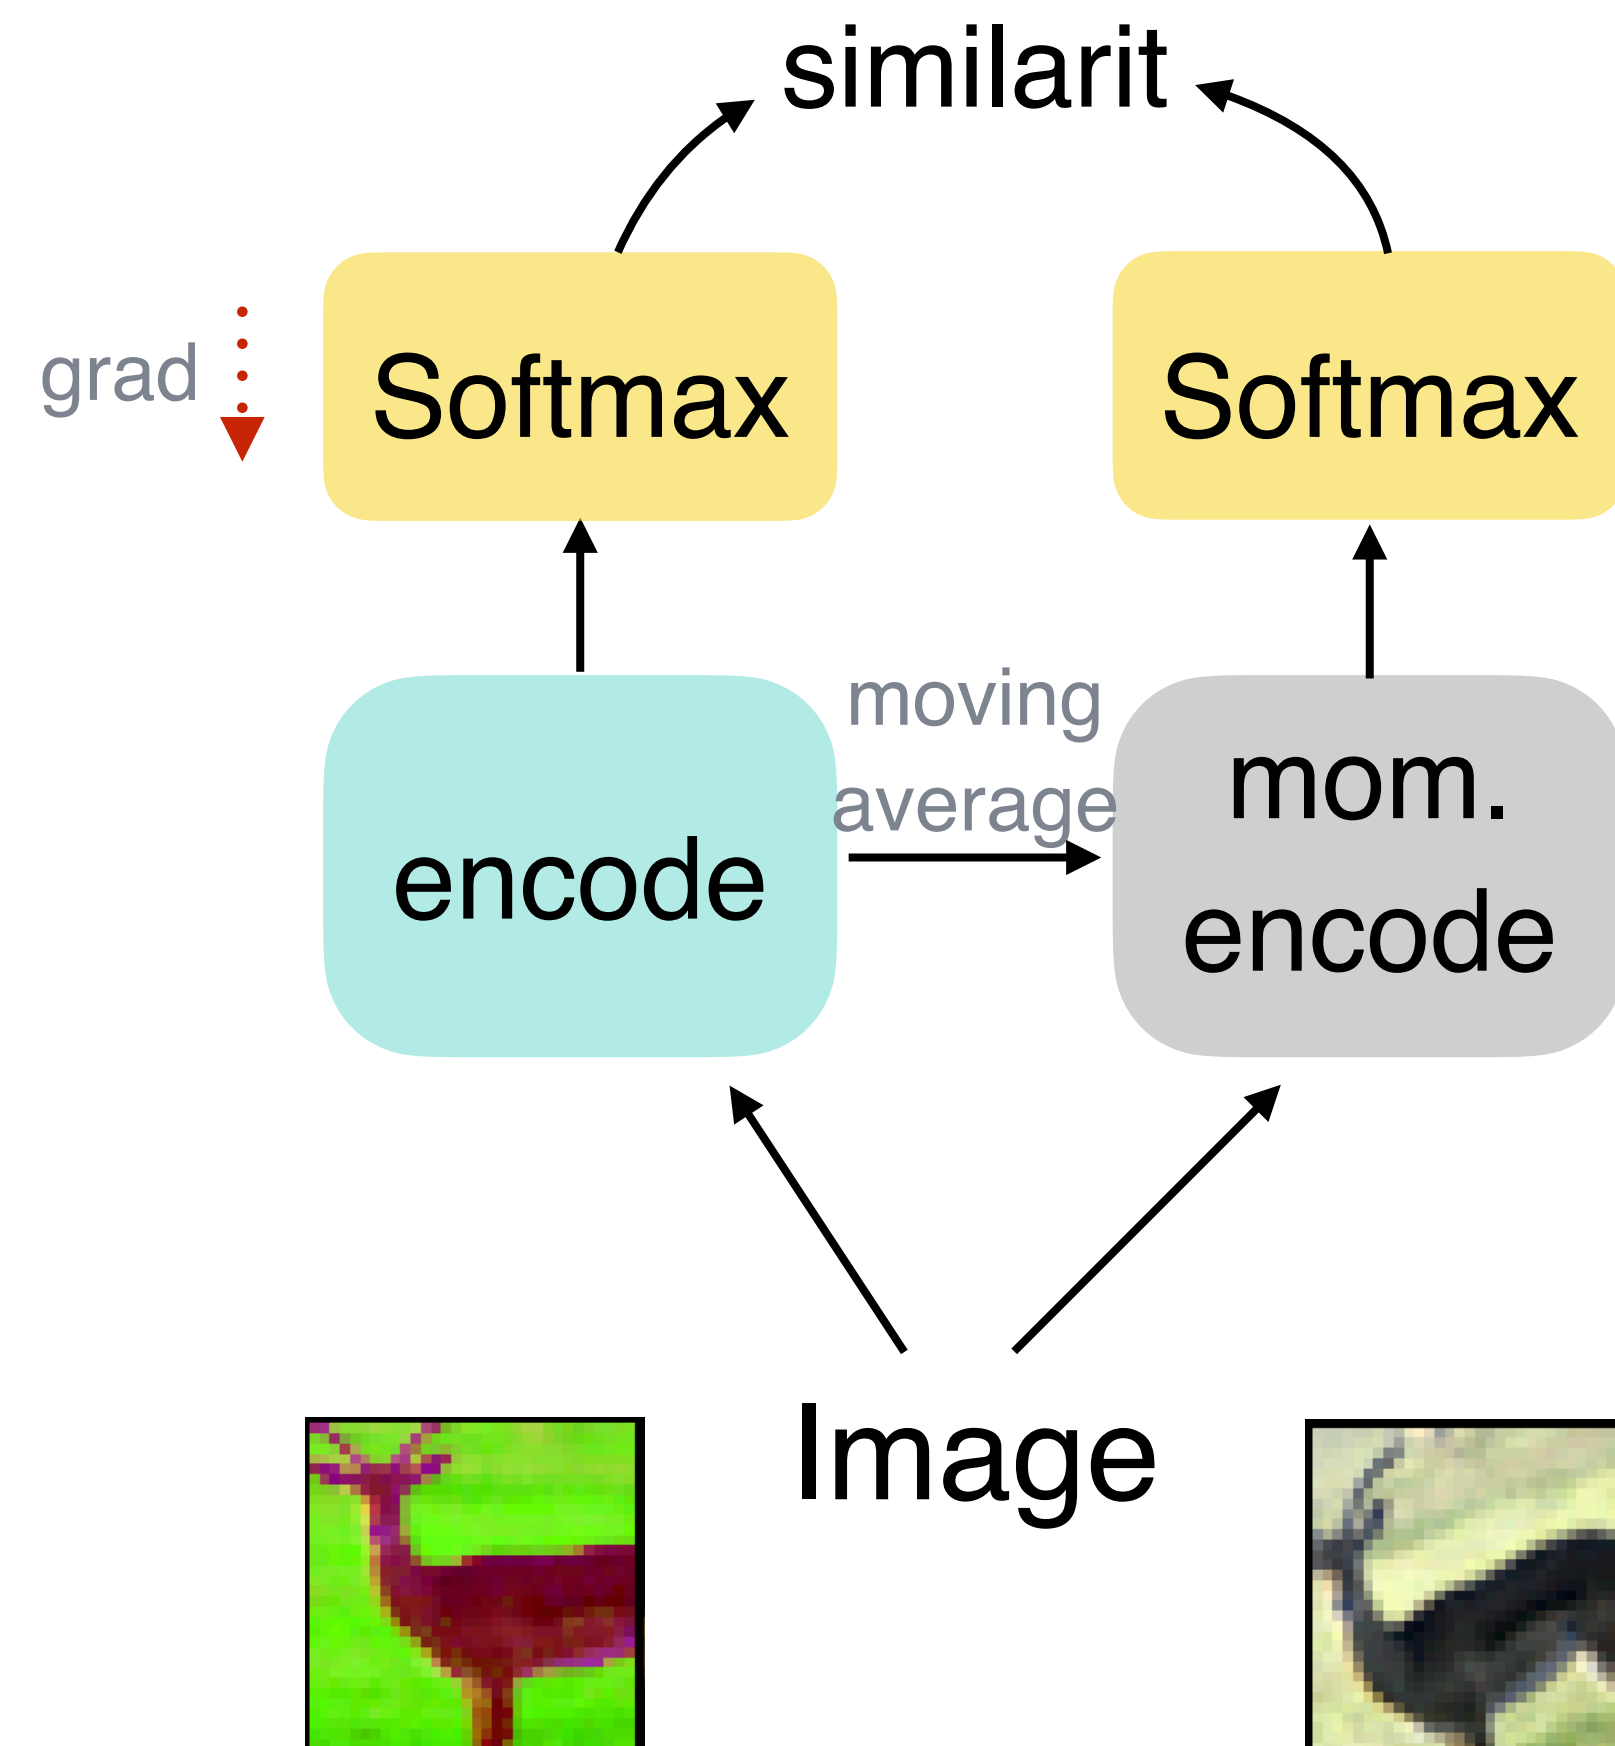 similarit
grad
Softmax
Softmax
moving
average
encode
mom.
encode
Image